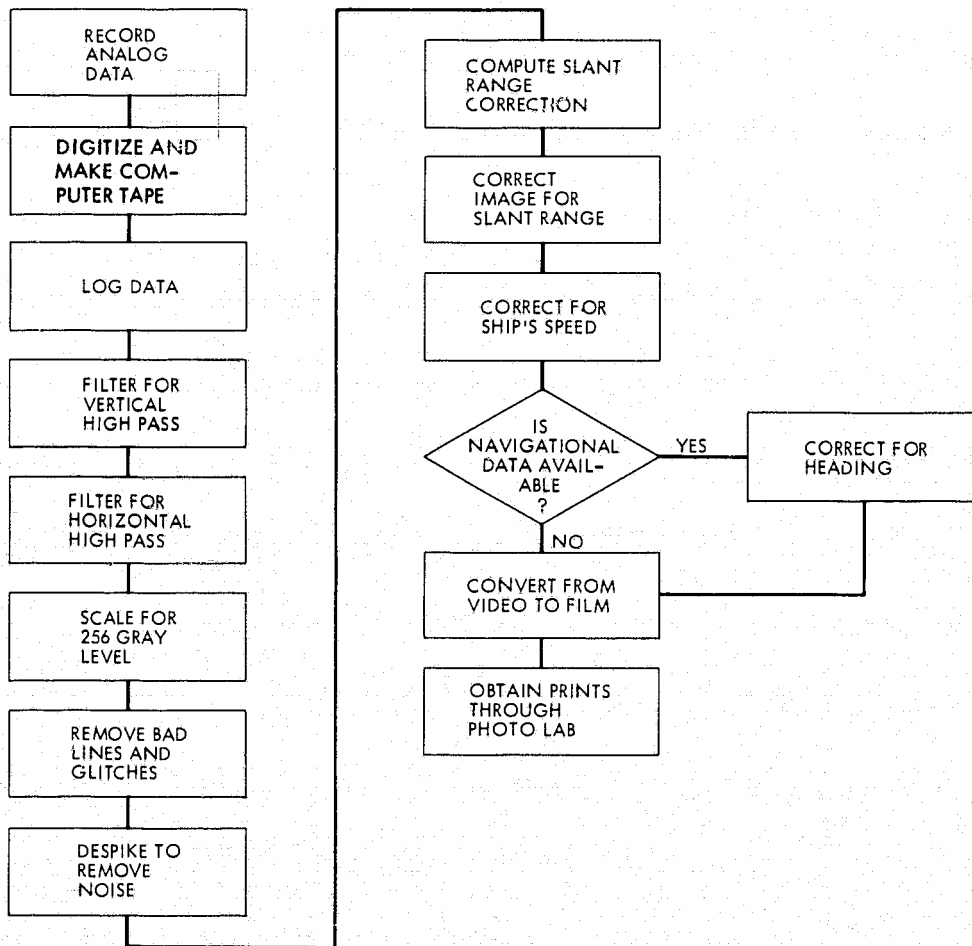 RECORD
ANALOG
DATA
DIGITIZE AND
MAKE COM-
PUTER TAPE
LOG DATA
FILTER FOR
VERTICAL
HIGH PASS
FILTER FOR
HORIZONTAL
HIGH PASS
SCALE FOR
256 GRAY
LEVEL
REMOVE BAD
LINES AND
GLITCHES
DESPIKE TO
REMOVE
NOISE
COMPUTE SLANT
RANGE
CORRECTION
CORRECT
IMAGE FOR
SLANT RANGE
CORRECT FOR
SHIP'S SPEED
IS
NAVIGATIONAL
DATA AVAIL-
ABLE
?
YES
CORRECT FOR
HEADING
NO
CONVERT FROM
VIDEO TO FILM
OBTAIN PRINTS
THROUGH
PHOTO LAB